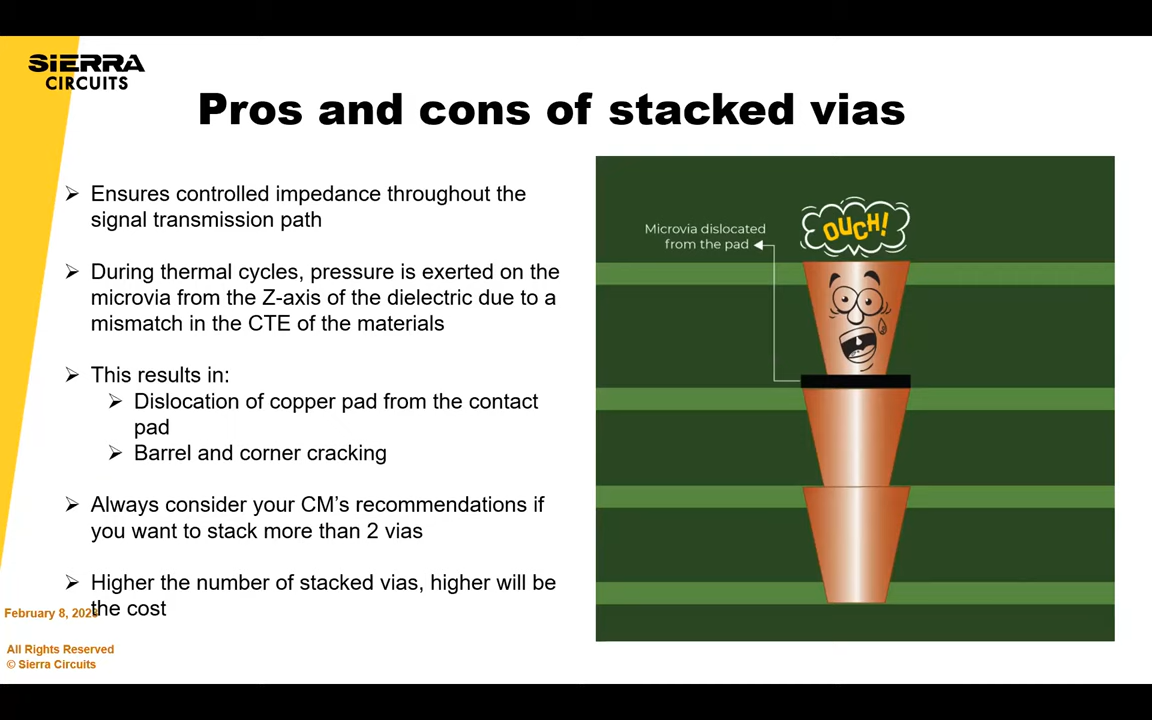 SIERRA
CIRCUITS
Pros and cons of stacked vias
➢ Ensures controlled impedance throughout the
signal transmission path
➢ During thermal cycles, pressure is exerted on the
microvia from the Z-axis of the dielectric due to a
mismatch in the CTE of the materials
➢ This results in:
➢ Dislocation of copper pad from the contact
pad
➢ Barrel and corner cracking
➢ Always consider your CM’s recommendations if
you want to stack more than 2 vias
➢ Higher the number of stacked vias, higher will be
the cost
Microvia dislocated
from the pad
OUCH!
February 8,
All Rights Reserved
© Sierra Circuits